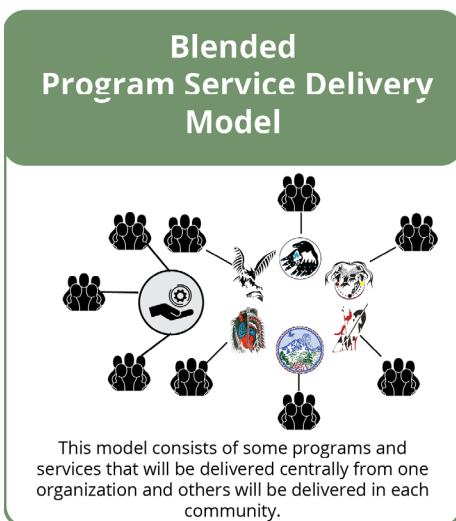 Blended
Program Service Delivery
Model
This model consists of some programs and
services that will be delivered centrally from one
organization and others will be delivered in each
community.